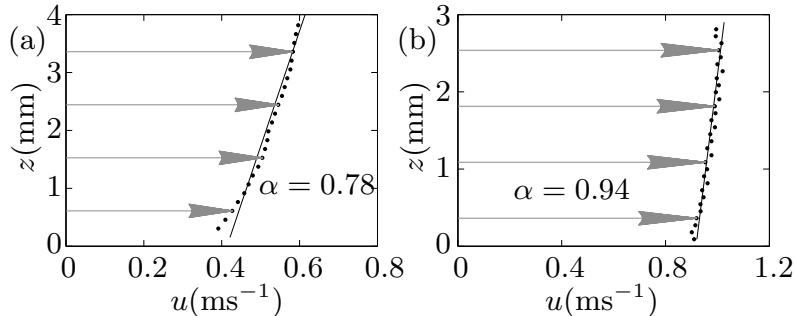 (a)
4
3
2
1
0
z(mm)
α = 0.78
0 0.2 0.4 0.6 0.8
u(ms⁻¹)
(b)
3
2
1
0
z(mm)
α = 0.94
0 0.4 0.8 1.2
u(ms⁻¹)